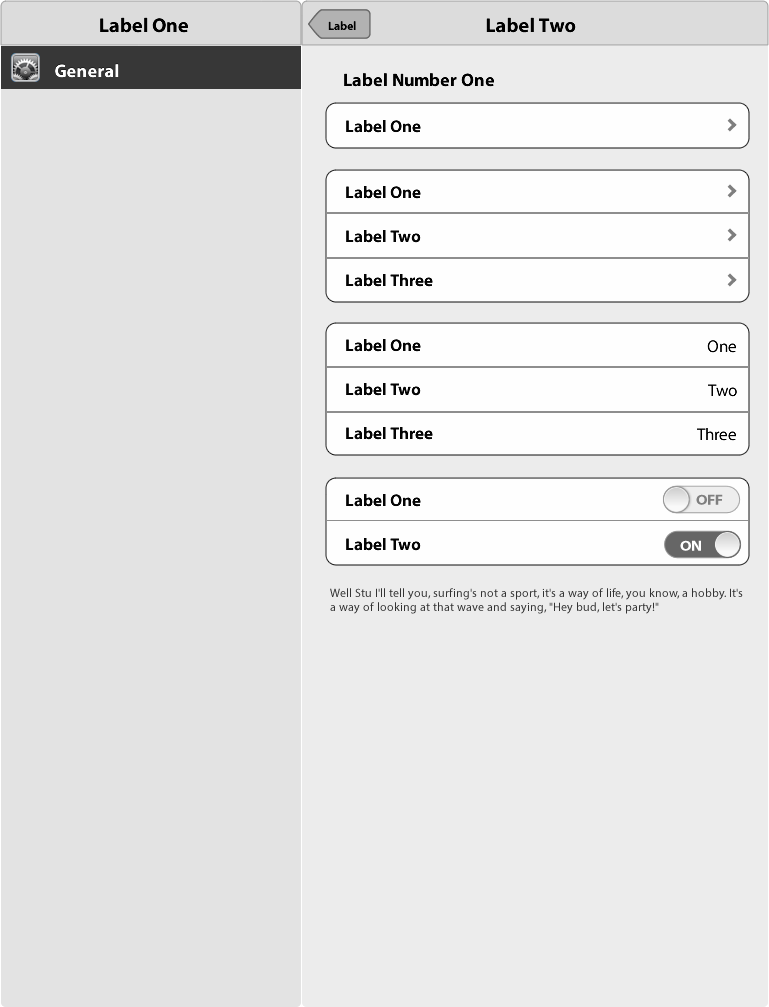 Label One
General
Label
Label Two
Label Number One
Label One
Label One
Label Two
Label Three
Label One One
Label Two Two
Label Three Three
Label One OFF
Label Two ON
Well Stu I'll tell you, surfing's not a sport, it's a way of life, you know, a hobby. It's
a way of looking at that wave and saying, "Hey bud, let's party!"